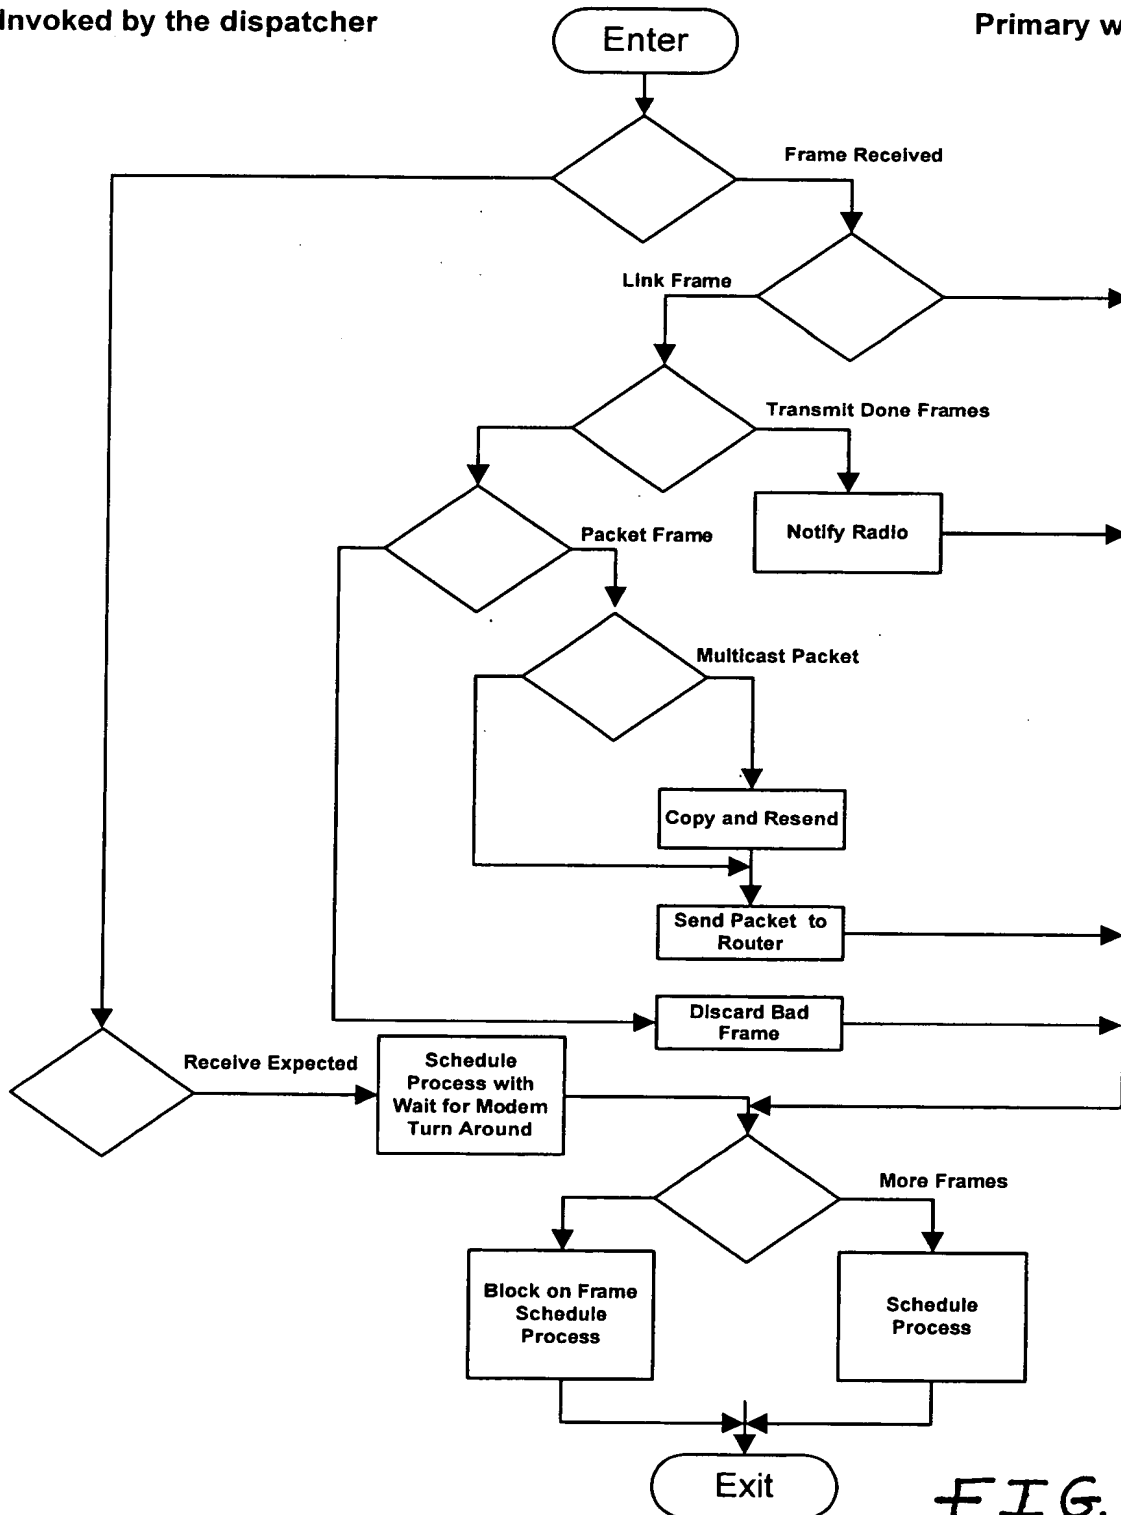 Invoked by the dispatcher
Primary w
Enter
Frame Received
Link Frame
Transmit Done Frames
Notify Radio
Packet Frame
Multicast Packet
Copy and Resend
Send Packet to
Router
Discard Bad
Frame
Receive Expected
Schedule
Process with
Wait for Modem
Turn Around
More Frames
Block on Frame
Schedule
Process
Schedule
Process
Exit
FIG.